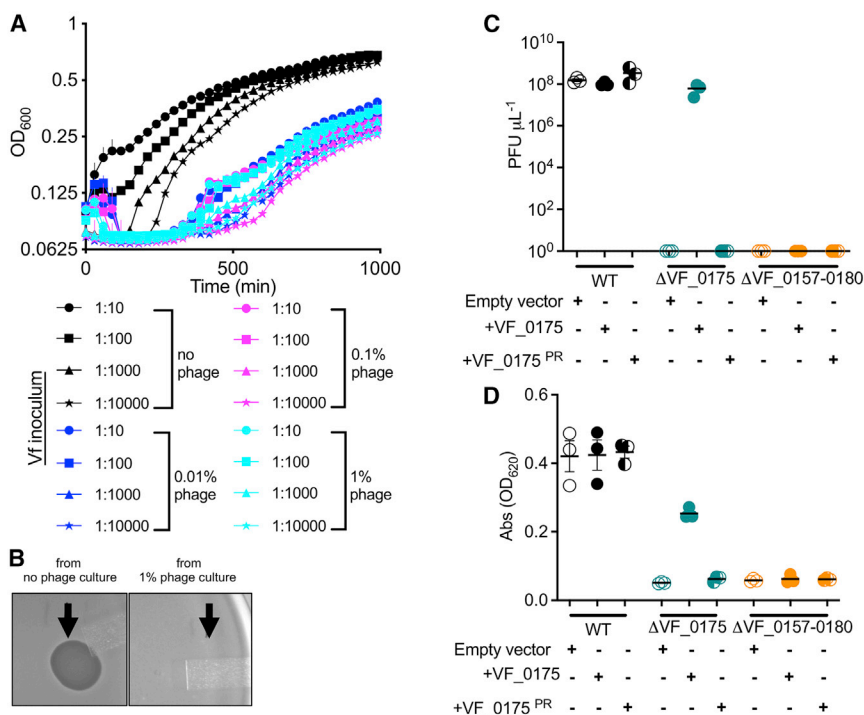 A
1
0.5
0.25
0.125
0.0625
OD600
0
500
1000
Time (min)
Vf inoculum
1:10
1:100
1:1000
1:10000
no
phage
1:10
1:100
1:1000
1:10000
0.01%
phage
1:10
1:100
1:1000
1:10000
0.1%
phage
1:10
1:100
1:1000
1:10000
1%
phage
B
from
no phage culture
from
1% phage culture
C
10^10
10^8
10^6
10^4
10^2
10^0
PFU µL^-1
WT
ΔVF_0175
ΔVF_0157-0180
Empty vector + - - + - - + - -
+VF_0175 - + - - + - - + -
+VF_0175 PR - - + - - + - - +
D
0.6
0.4
0.2
0.0
Abs (OD620)
WT
ΔVF_0175
ΔVF_0157-0180
Empty vector + - - + - - + - -
+VF_0175 - + - - + - - + -
+VF_0175 PR - - + - - + - - +